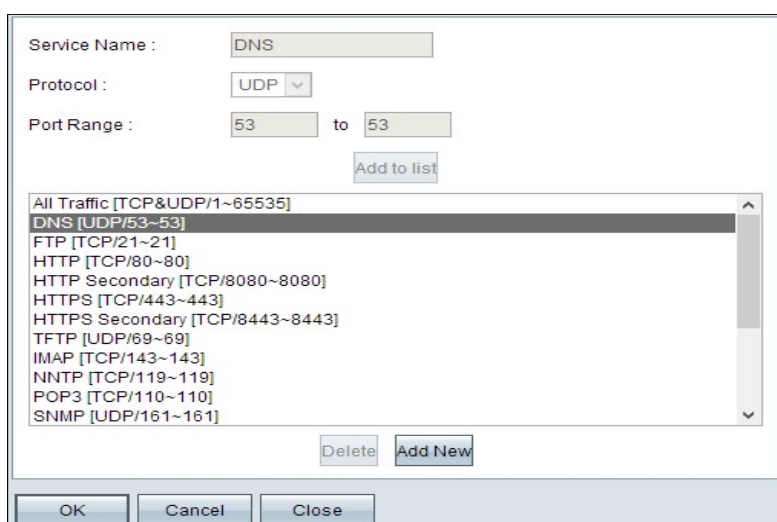 Service Name : DNS
Protocol : UDP
Port Range : 53 to 53
Add to list
All Traffic [TCP&UDP/1~65535]
DNS [UDP/53~53]
FTP [TCP/21~21]
HTTP [TCP/80~80]
HTTP Secondary [TCP/8080~8080]
HTTPS [TCP/443~443]
HTTPS Secondary [TCP/8443~8443]
TFTP [UDP/69~69]
IMAP [TCP/143~143]
NNTP [TCP/119~119]
POP3 [TCP/110~110]
SNMP [UDP/161~161]
Delete Add New
OK Cancel Close